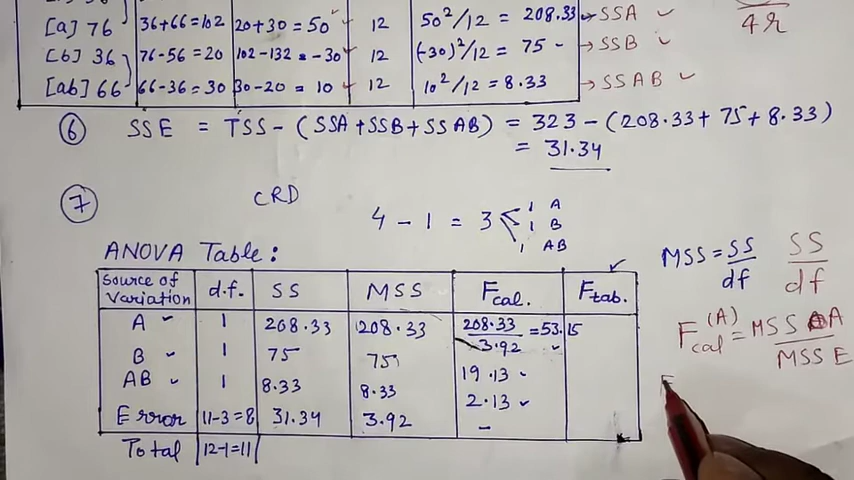 [a] 76 36+66=102 20+30=50 12 50²/12 = 208.33 → SSA ✓
4r
[b] 36 76-56=20 102-132=-30 12 (-30)²/12 = 75 → SSB ✓
[ab] 66 66-36=30 30-20=10 12 10²/12 = 8.33 → SSAB ✓
6 SSE = TSS-(SSA+SSB+SSAB) = 323-(208.33+75+8.33)
= 31.34
7 CRD
4-1 = 3 1 A
1 B
1 AB
ANOVA Table:
MSS = SS/df SS/df
Source of Variation d.f. SS MSS Fcal. Ftab.
A 1 208.33 208.33 208.33/3.92 = 53.15
B 1 75 75 19.13
AB 1 8.33 8.33 2.13
Error 11-3=8 31.34 3.92 -
Total 12-1=11
Fcal (A) = MSS A/MSSE